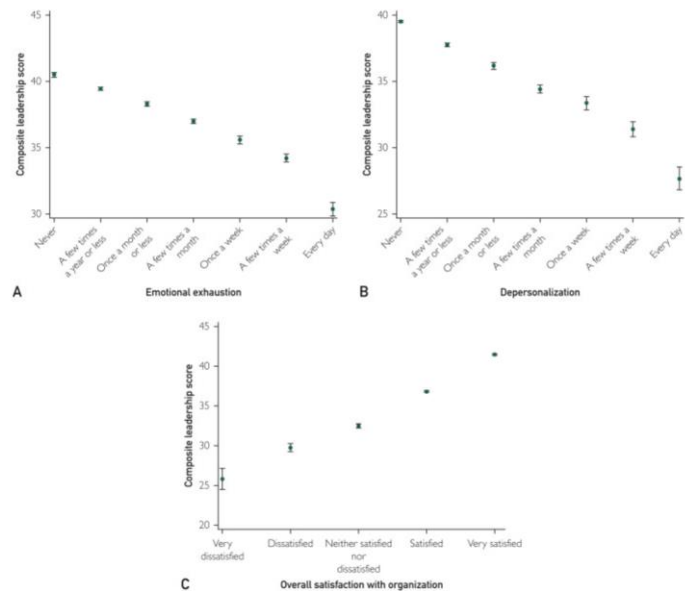 45
40
35
30
Composite leadership score
Never
A few times
a year or less
Once a month
or less
A few times a
month
Once a week
A few times a
week
Every day
A
Emotional exhaustion
40
35
30
25
Composite leadership score
Never
A few times
a year or less
Once a month
or less
A few times a
month
Once a week
A few times a
week
Every day
B
Depersonalization
45
40
35
30
25
20
Composite leadership score
Very
dissatisfied
Dissatisfied
Neither satisfied
nor
dissatisfied
Satisfied
Very satisfied
C
Overall satisfaction with organization